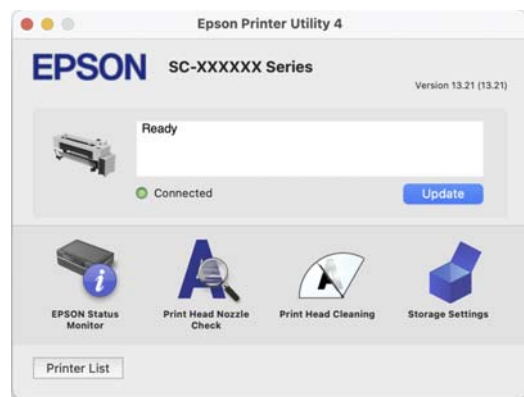 Epson Printer Utility 4
EPSON
SC-XXXXXX Series
Version 13.21 (13.21)
Ready
Connected
Update
EPSON Status
Monitor
Print Head Nozzle
Check
Print Head Cleaning
Storage Settings
Printer List